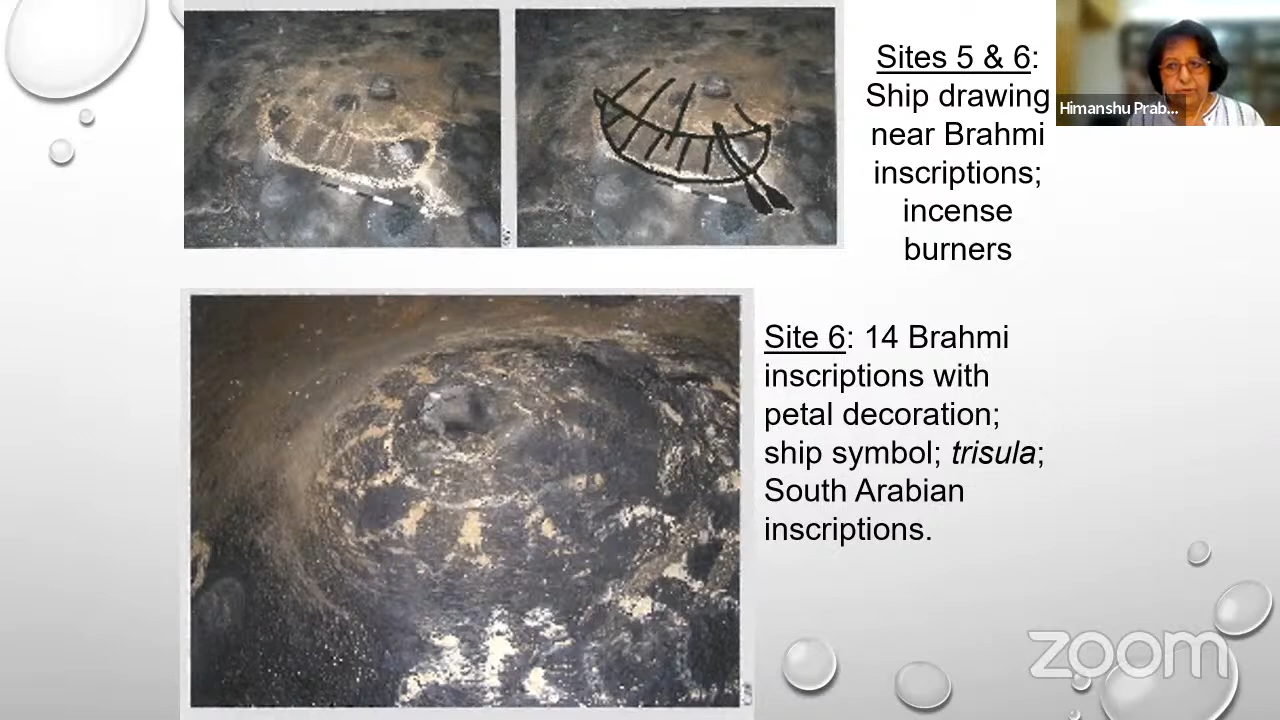 Sites 5 & 6:
Ship drawing
near Brahmi
inscriptions;
incense
burners
Himanshu Prab...
Site 6: 14 Brahmi
inscriptions with
petal decoration;
ship symbol; trisula;
South Arabian
inscriptions.
zoom